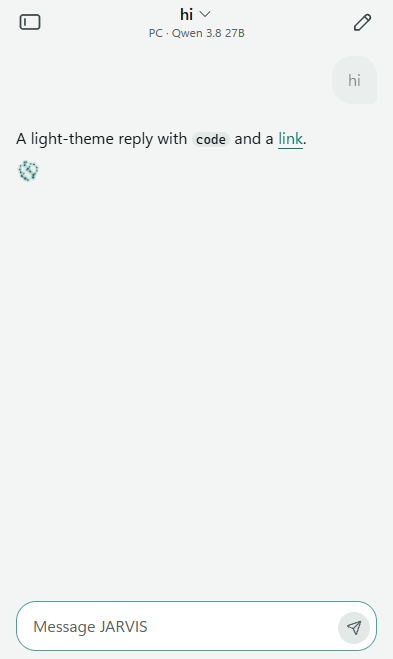 hi
PC · Qwen 3.8 27B
hi
A light-theme reply with code and a link.
Message JARVIS